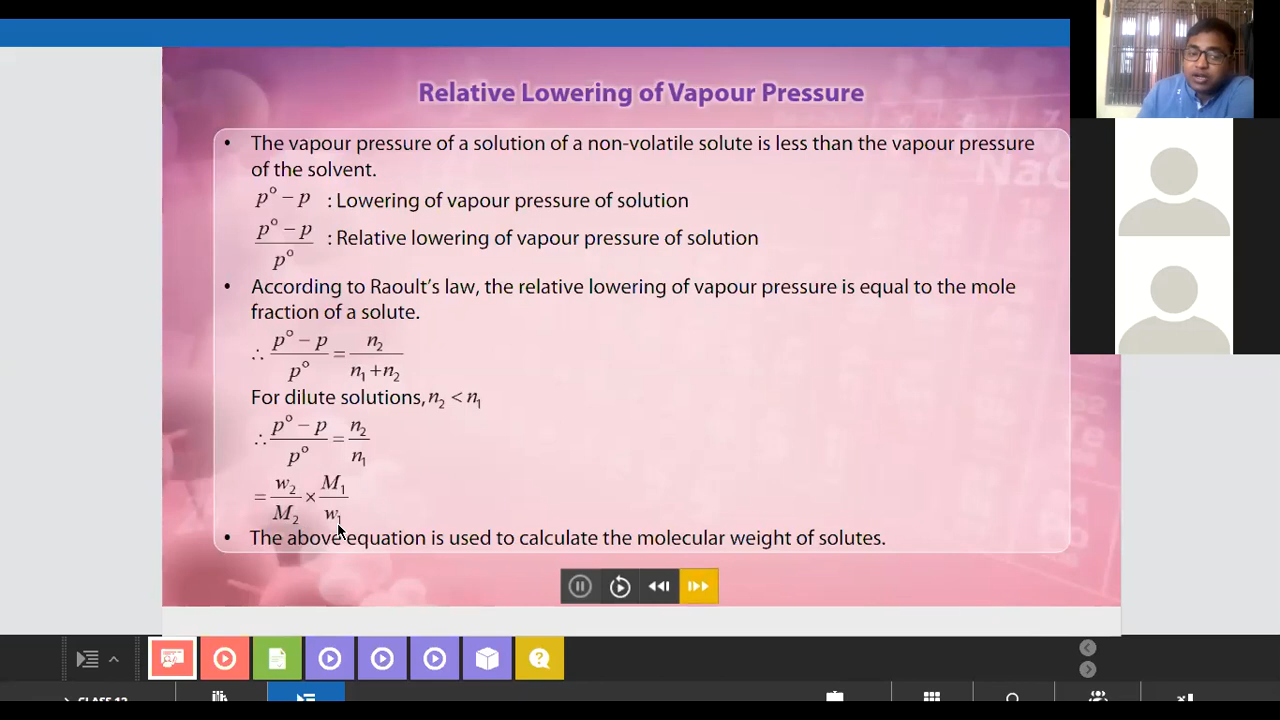 Relative Lowering of Vapour Pressure
• The vapour pressure of a solution of a non-volatile solute is less than the vapour pressure
of the solvent.
p° − p : Lowering of vapour pressure of solution
(p° − p)/p° : Relative lowering of vapour pressure of solution
• According to Raoult's law, the relative lowering of vapour pressure is equal to the mole
fraction of a solute.
∴ (p° − p)/p° = n₂/(n₁+n₂)
For dilute solutions, n₂ < n₁
∴ (p° − p)/p° = n₂/n₁
= w₂/M₂ × M₁/w₁
• The above equation is used to calculate the molecular weight of solutes.
CLASS 12